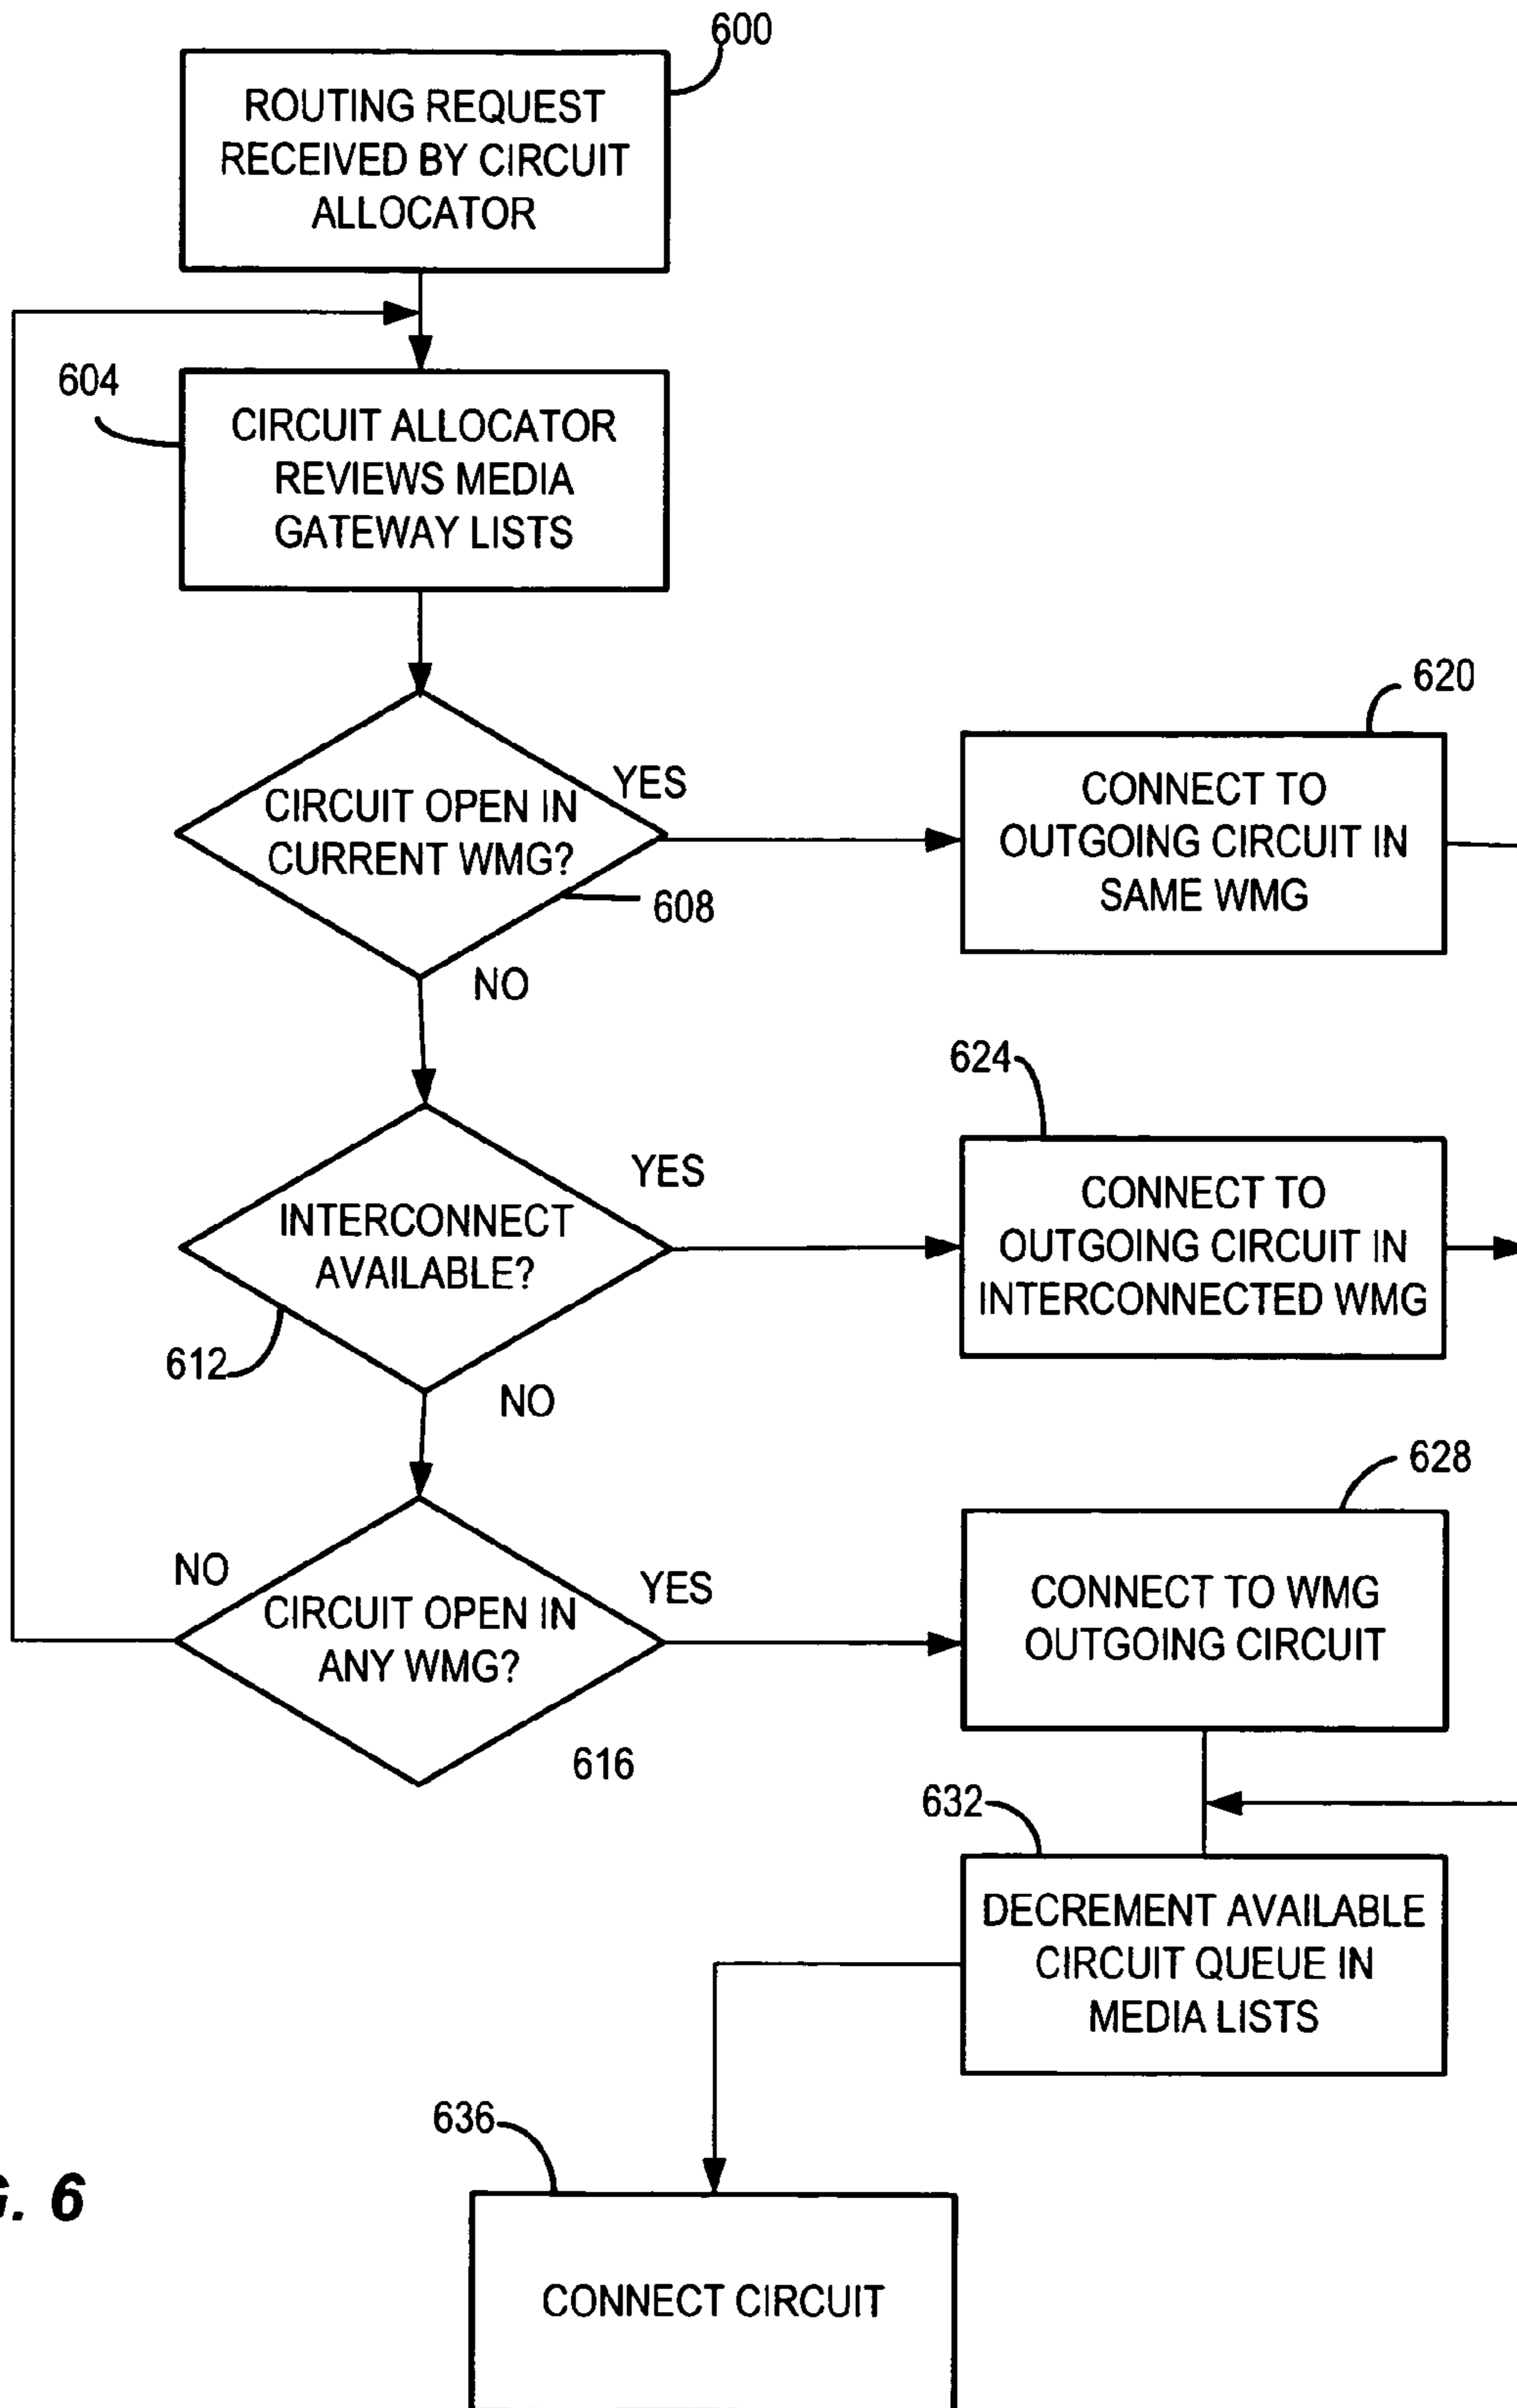 600
ROUTING REQUEST
RECEIVED BY CIRCUIT
ALLOCATOR
604
CIRCUIT ALLOCATOR
REVIEWS MEDIA
GATEWAY LISTS
620
YES
CIRCUIT OPEN IN
CURRENT WMG?
608
NO
CONNECT TO
OUTGOING CIRCUIT IN
SAME WMG
624
YES
INTERCONNECT
AVAILABLE?
612
NO
CONNECT TO
OUTGOING CIRCUIT IN
INTERCONNECTED WMG
628
NO
YES
CIRCUIT OPEN IN
ANY WMG?
616
CONNECT TO WMG
OUTGOING CIRCUIT
632
DECREMENT AVAILABLE
CIRCUIT QUEUE IN
MEDIA LISTS
636
G. 6
CONNECT CIRCUIT